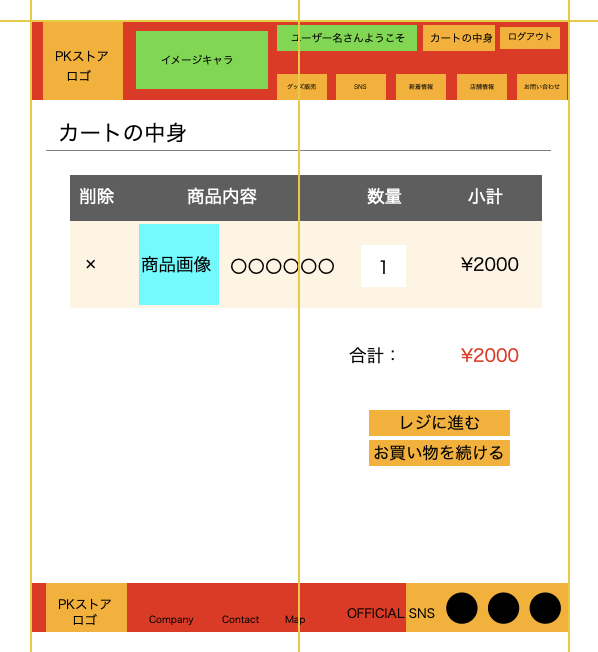 PKストア
ロゴ
イメージキャラ
ユーザー名さんようこそ
カートの中身
ログアウト
グッズ販売
SNS
新着情報
店舗情報
お問い合わせ
カートの中身
削除 商品内容 数量 小計
× 商品画像 〇〇〇〇〇〇 1 ¥2000
合計： ¥2000
レジに進む
お買い物を続ける
PKストア
ロゴ
Company Contact Map
OFFICIAL SNS